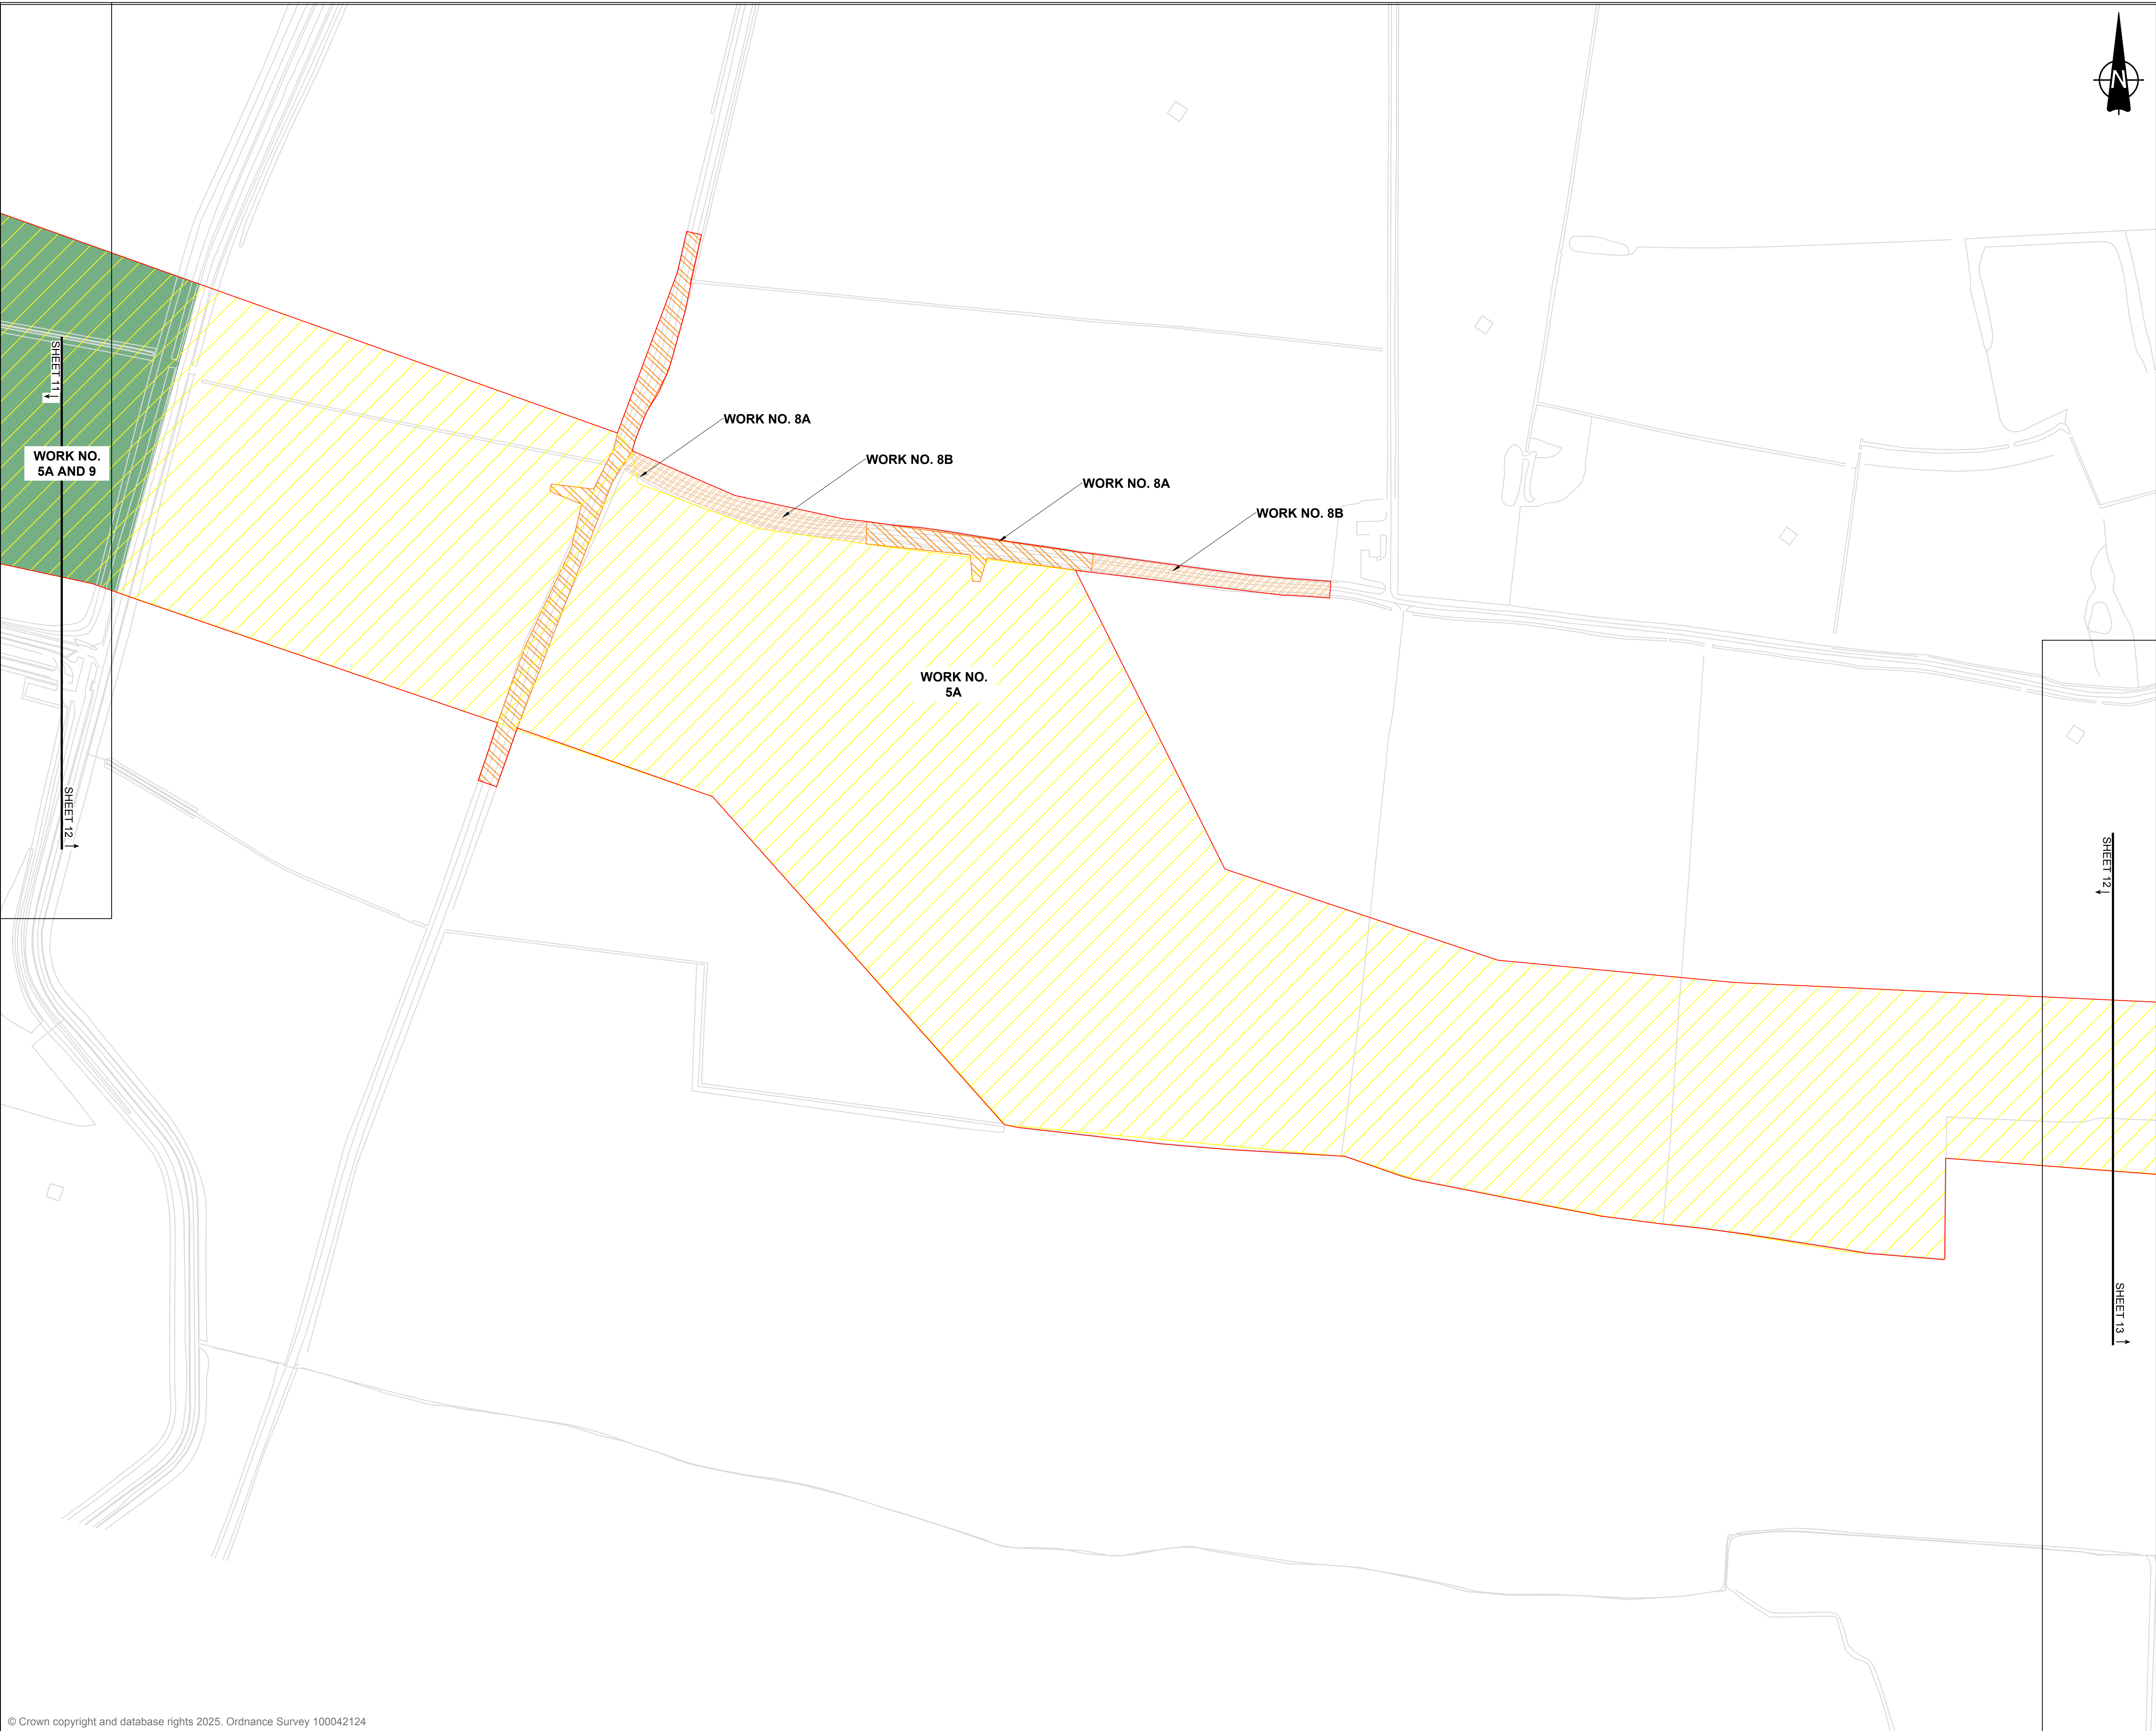 N
SHEET 11
WORK NO. 8A
WORK NO.
5A AND 9
WORK NO. 8B
WORK NO. 8A
WORK NO. 8B
WORK NO.
5A
SHEET 12
SHEET 12
SHEET 13
© Crown copyright and database rights 2025. Ordnance Survey 100042124